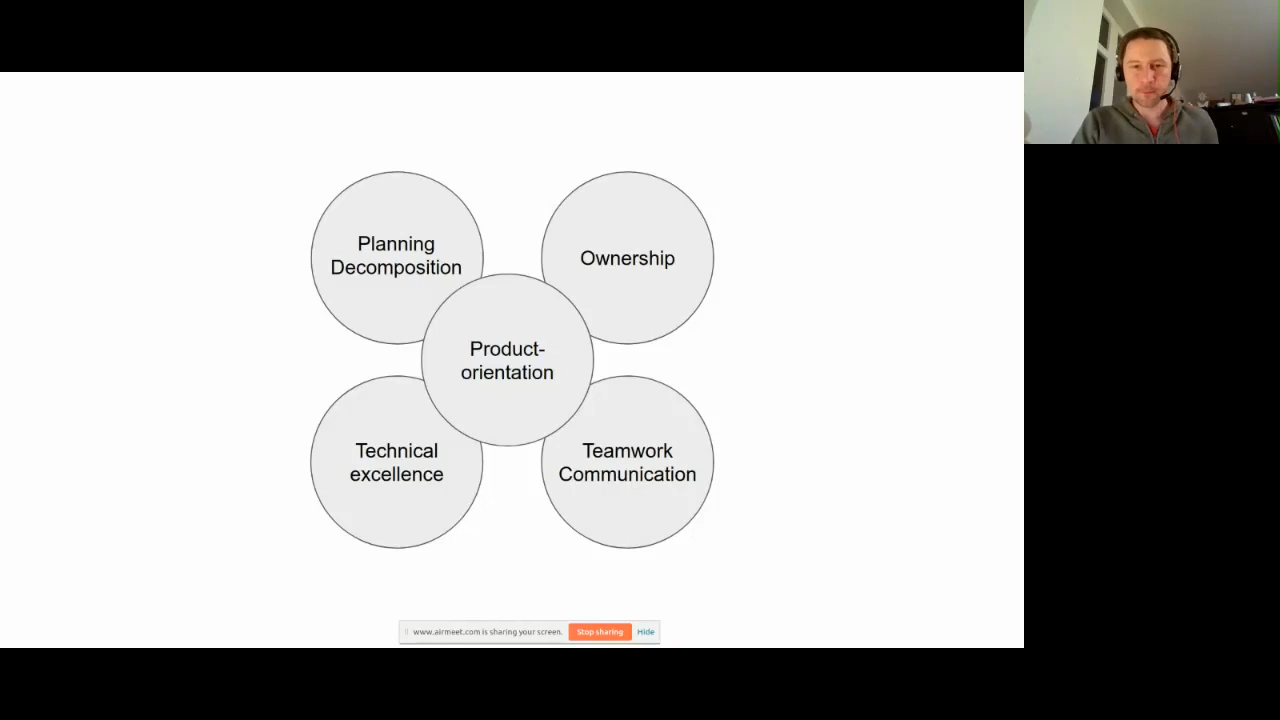 Planning
Decomposition
Ownership
Product-
orientation
Technical
excellence
Teamwork
Communication
www.airmeet.com is sharing your screen.
Stop sharing
Hide